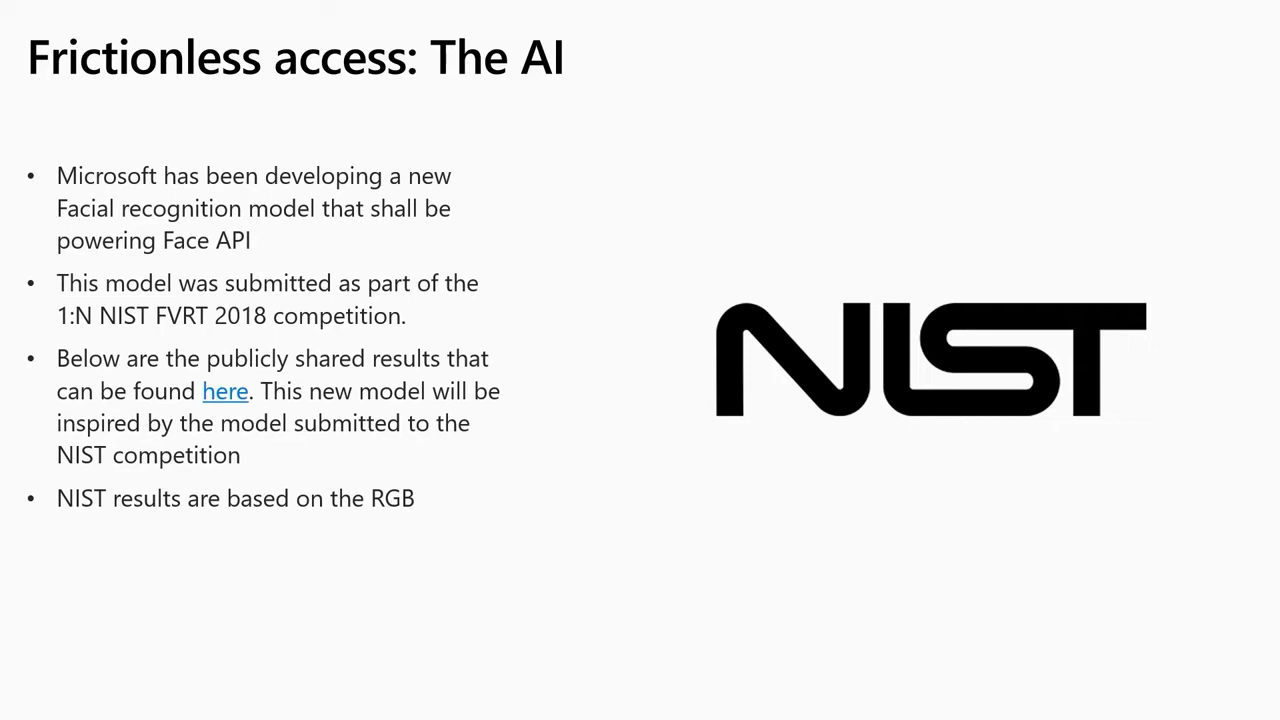 Frictionless access: The AI
• Microsoft has been developing a new
Facial recognition model that shall be
powering Face API
• This model was submitted as part of the
1:N NIST FVRT 2018 competition.
• Below are the publicly shared results that
can be found here. This new model will be
inspired by the model submitted to the
NIST competition
• NIST results are based on the RGB
NIST